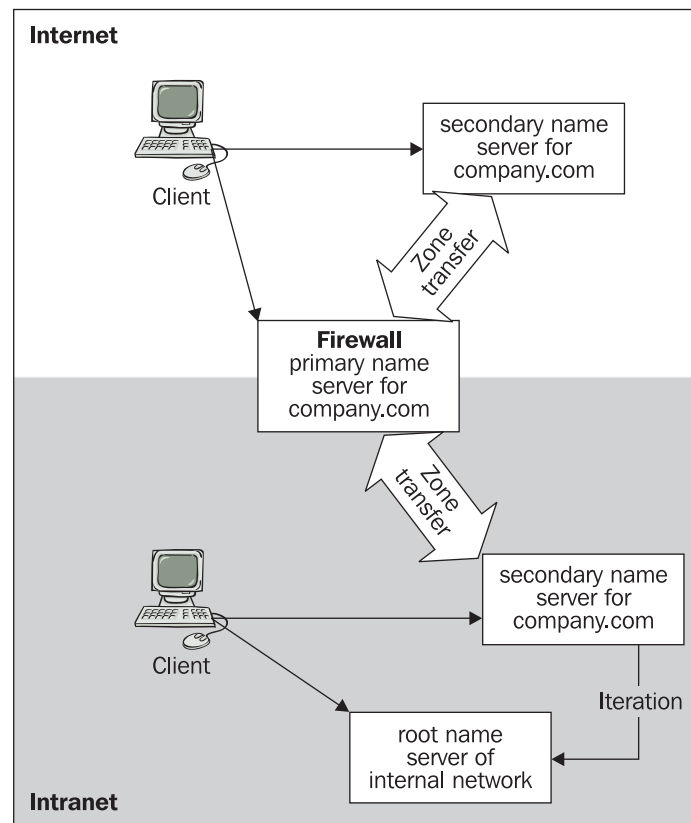 Internet
Client
secondary name
server for
company.com
Zone
transfer
Firewall
primary name
server for
company.com
Zone
transfer
Client
secondary name
server for
company.com
Iteration
root name
server of
internal network
Intranet